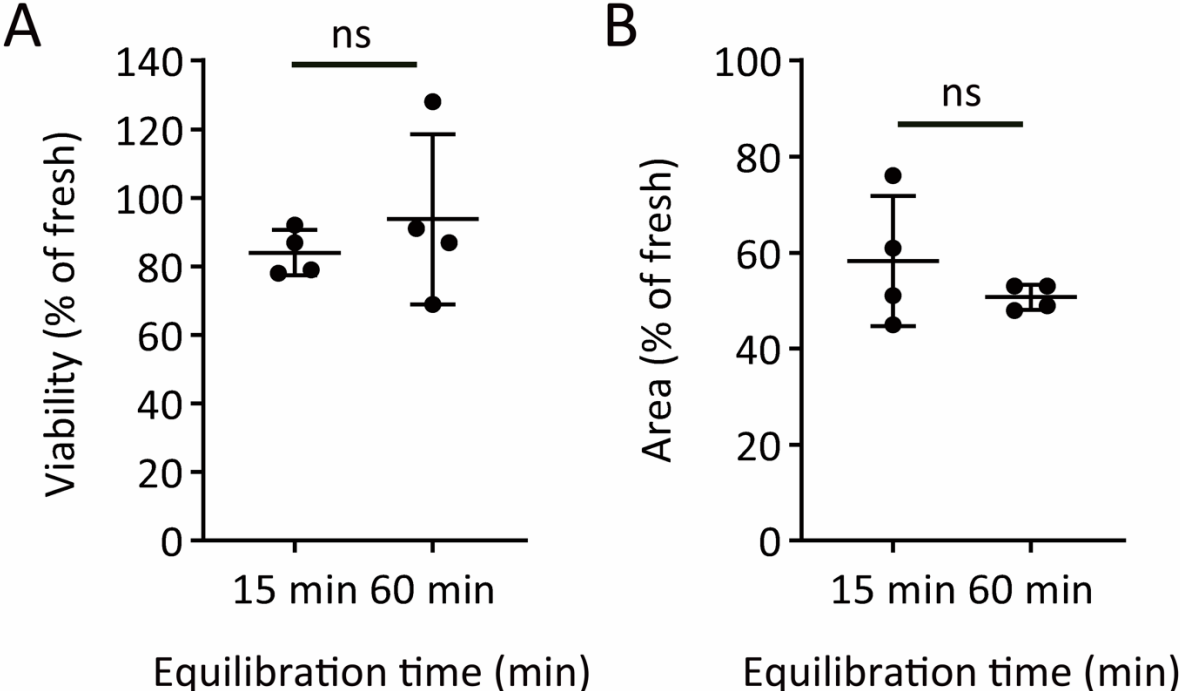 A
ns
140
120
100
80
60
40
20
0
Viability (% of fresh)
15 min 60 min
Equilibration time (min)
B
ns
100
80
60
40
20
0
Area (% of fresh)
15 min 60 min
Equilibration time (min)